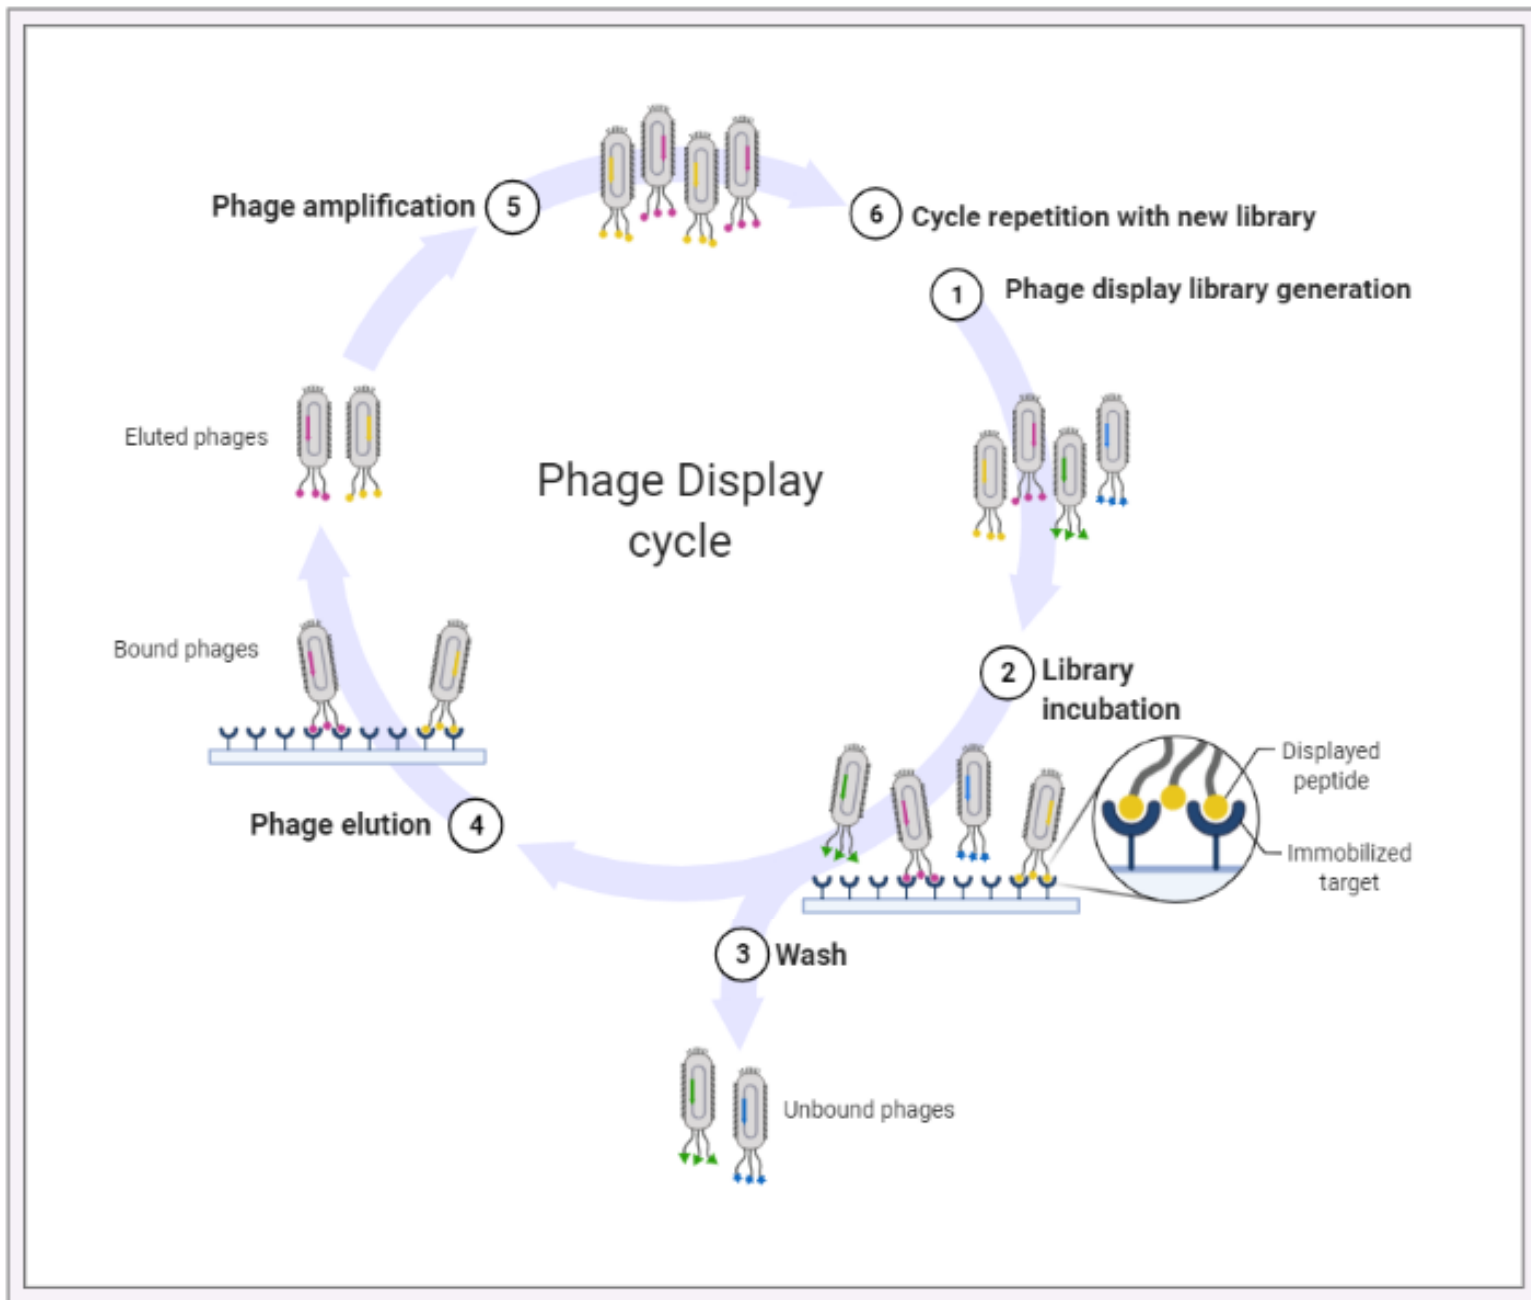 Phage amplification
5
6
Cycle repetition with new library
1
Phage display library generation
Eluted phages
Phage Display
cycle
2
Library
incubation
Bound phages
Displayed
peptide
Phage elution
4
Immobilized
target
3
Wash
Unbound phages